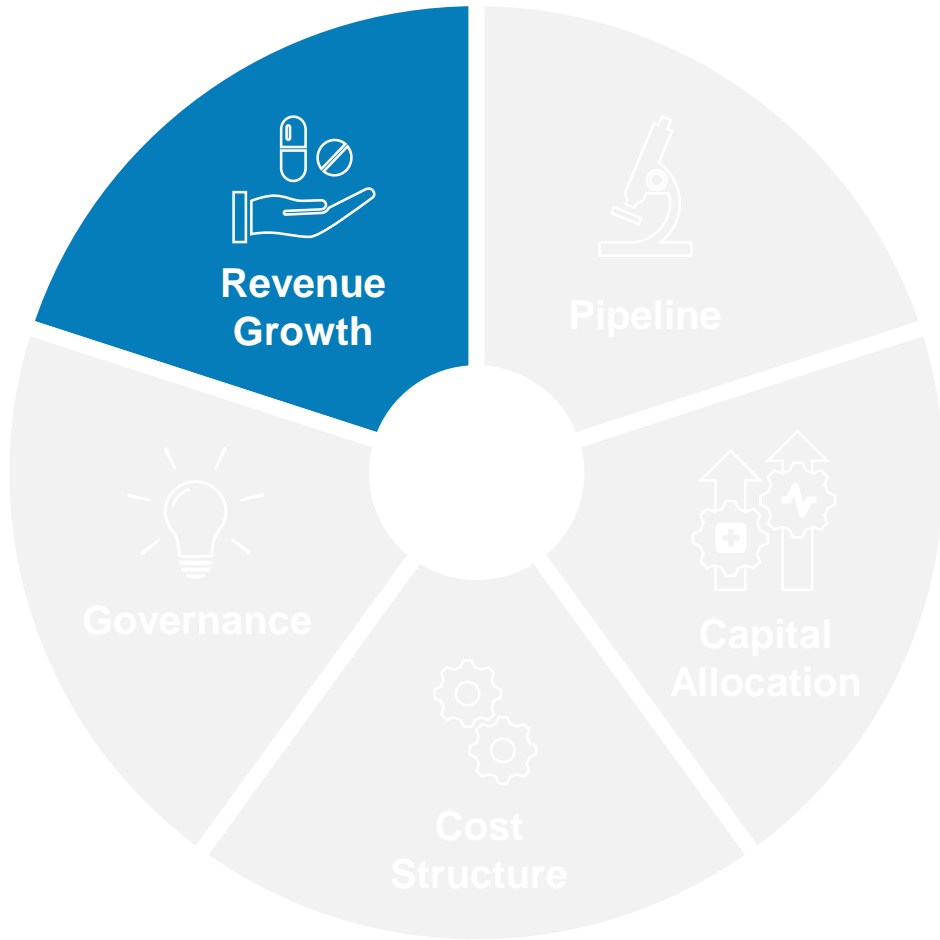 Revenue
Growth
Pipeline
Governance
Capital
Allocation
Cost
Structure